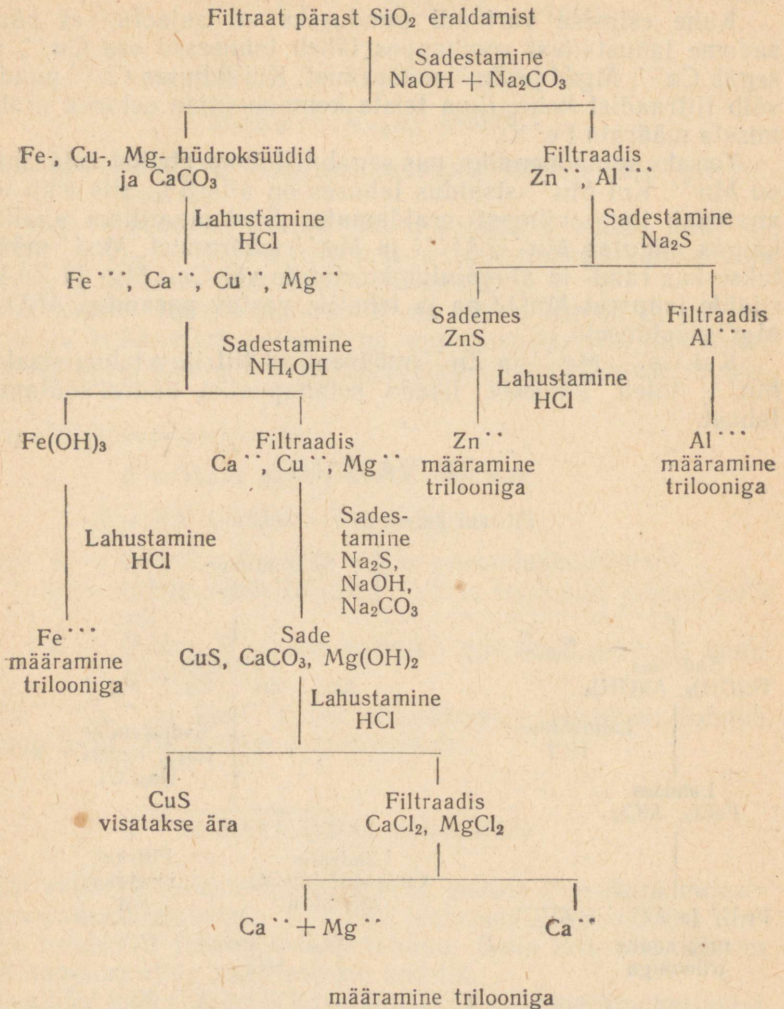 Filtraat pärast SiO₂ eraldamist
Sadestamine
NaOH + Na₂CO₃
Fe-, Cu-, Mg- hüdroksüüdid
ja CaCO₃
Filtraadis
Zn˙˙, Al˙˙˙
Lahustamine
HCl
Sadestamine
Na₂S
Fe˙˙˙, Ca˙˙, Cu˙˙, Mg˙˙
Sademes
ZnS
Filtraadis
Al˙˙˙
Sadestamine
NH₄OH
Lahustamine
HCl
Fe(OH)₃
Filtraadis
Ca˙˙, Cu˙˙, Mg˙˙
Zn˙˙
määramine
trilooniga
Al˙˙˙
määramine
trilooniga
Lahustamine
HCl
Sades-
tamine
Na₂S,
NaOH,
Na₂CO₃
Fe˙˙˙
määramine
trilooniga
Sade
CuS, CaCO₃, Mg(OH)₂
Lahustamine
HCl
CuS
visatakse ära
Filtraadis
CaCl₂, MgCl₂
Ca˙˙ + Mg˙˙
Ca˙˙
määramine trilooniga